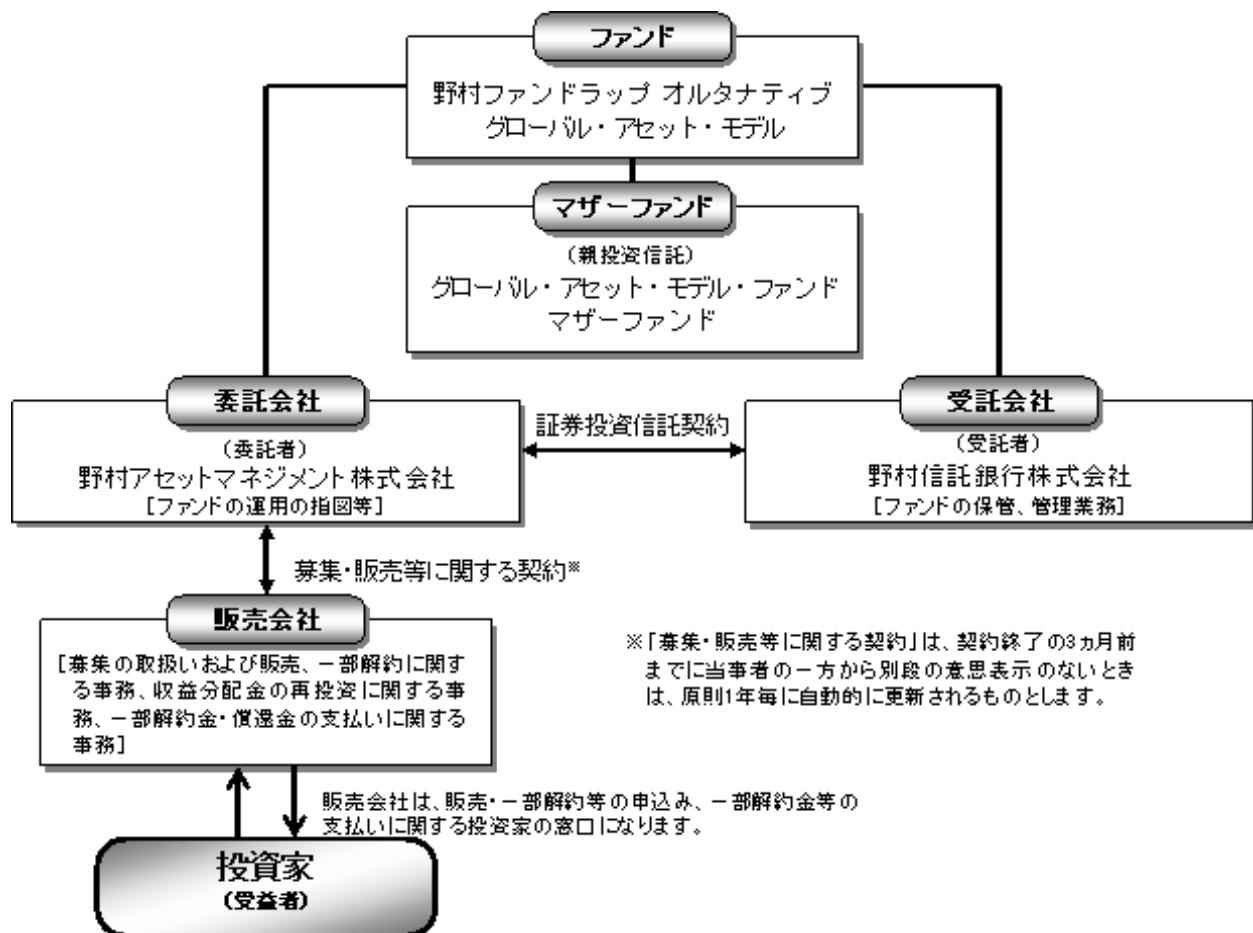 ファンド
野村ファンドラップ オルタナティブ
グローバル・アセット・モデル
マザーファンド
(親投資信託)
グローバル・アセット・モデル・ファンド
マザーファンド
委託会社
(委託者)
野村アセットマネジメント株式会社
[ファンドの運用の指図等]
証券投資信託契約
受託会社
(受託者)
野村信託銀行株式会社
[ファンドの保管、管理業務]
募集・販売等に関する契約※
販売会社
[募集の取扱いおよび販売、一部解約に関す
る事務、収益分配金の再投資に関する事
務、一部解約金・償還金の支払いに関する
事務]
※「募集・販売等に関する契約」は、契約終了の3ヵ月前
までに当事者の一方から別段の意思表示のないとき
は、原則1年毎に自動的に更新されるものとします。
販売会社は、販売・一部解約等の申込み、一部解約金等の
支払いに関する投資家の窓口になります。
投資家
(受益者)